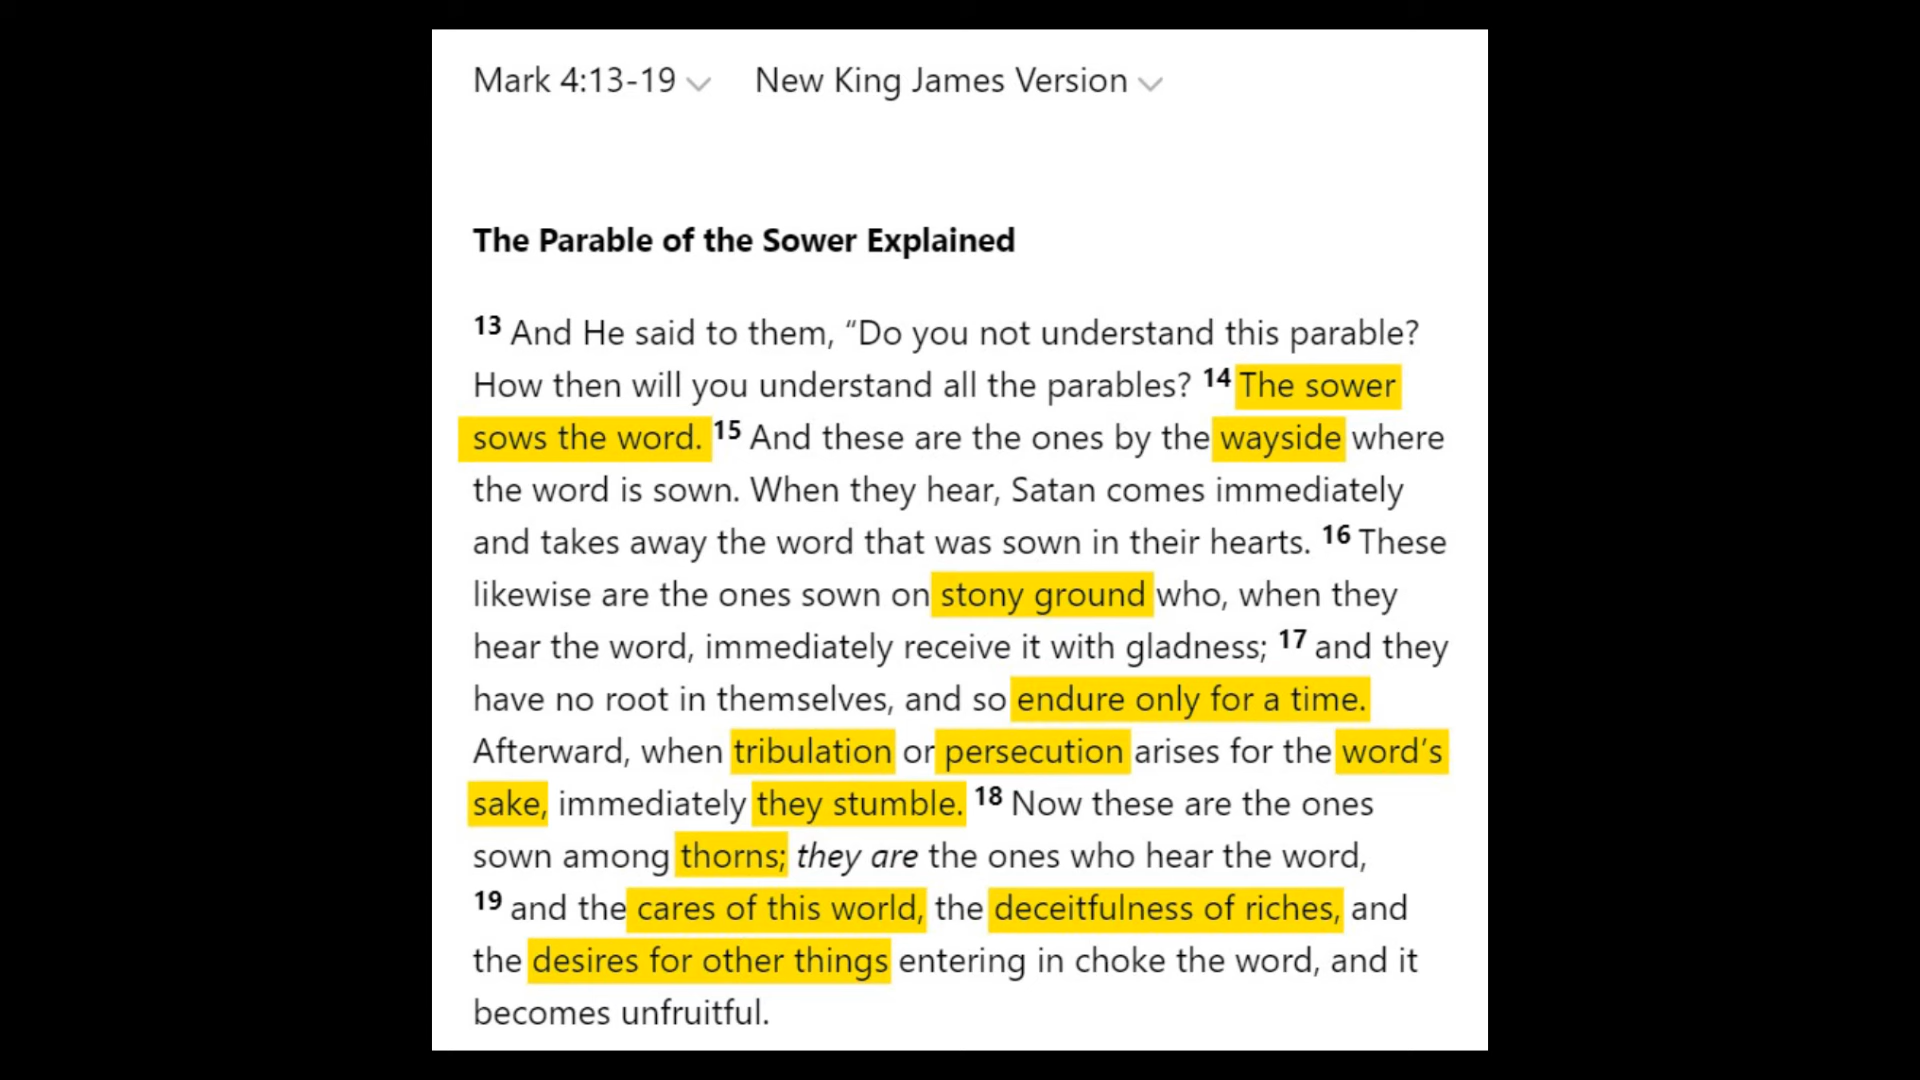 Mark 4:13-19 New King James Version
The Parable of the Sower Explained
13 And He said to them, “Do you not understand this parable?
How then will you understand all the parables? 14 The sower
sows the word. 15 And these are the ones by the wayside where
the word is sown. When they hear, Satan comes immediately
and takes away the word that was sown in their hearts. 16 These
likewise are the ones sown on stony ground who, when they
hear the word, immediately receive it with gladness; 17 and they
have no root in themselves, and so endure only for a time.
Afterward, when tribulation or persecution arises for the word’s
sake, immediately they stumble. 18 Now these are the ones
sown among thorns; they are the ones who hear the word,
19 and the cares of this world, the deceitfulness of riches, and
the desires for other things entering in choke the word, and it
becomes unfruitful.